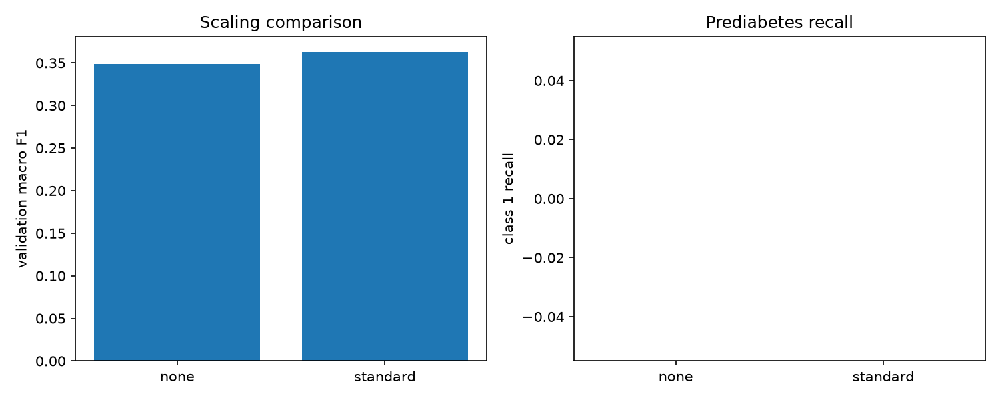 Scaling comparison
validation macro F1
0.35
0.30
0.25
0.20
0.15
0.10
0.05
0.00
none standard
Prediabetes recall
class 1 recall
0.04
0.02
0.00
−0.02
−0.04
none standard